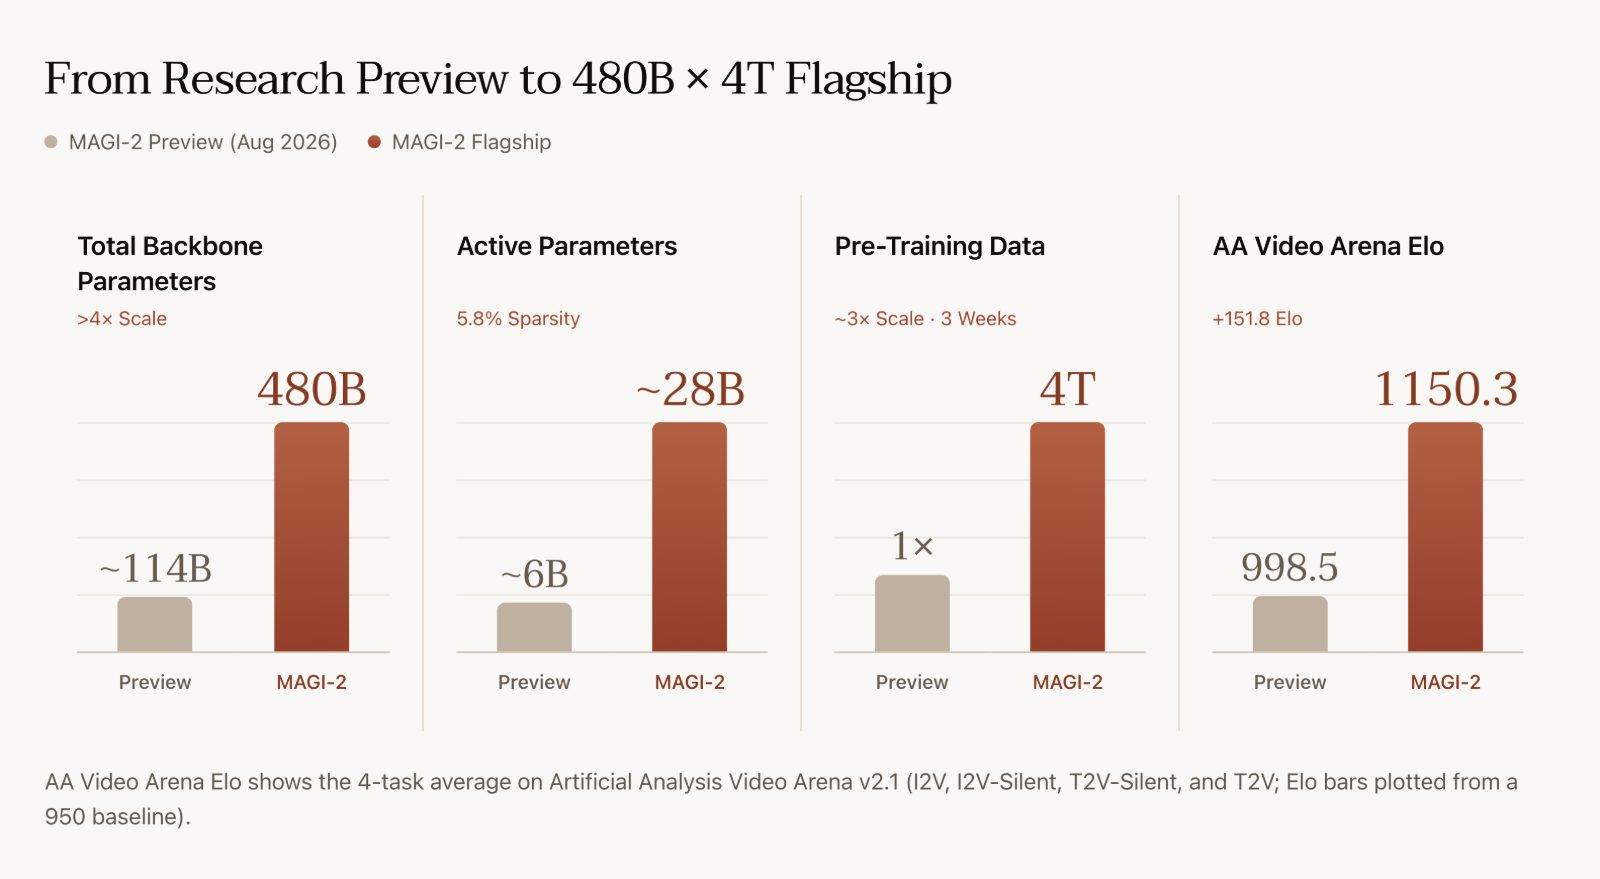 From Research Preview to 480B × 4T Flagship
MAGI-2 Preview (Aug 2026)
MAGI-2 Flagship
Total Backbone
Parameters
>4× Scale
480B
~114B
Preview
MAGI-2
Active Parameters
5.8% Sparsity
~28B
~6B
Preview
MAGI-2
Pre-Training Data
~3× Scale · 3 Weeks
4T
1×
Preview
MAGI-2
AA Video Arena Elo
+151.8 Elo
1150.3
998.5
Preview
MAGI-2
AA Video Arena Elo shows the 4-task average on Artificial Analysis Video Arena v2.1 (I2V, I2V-Silent, T2V-Silent, and T2V; Elo bars plotted from a
950 baseline).